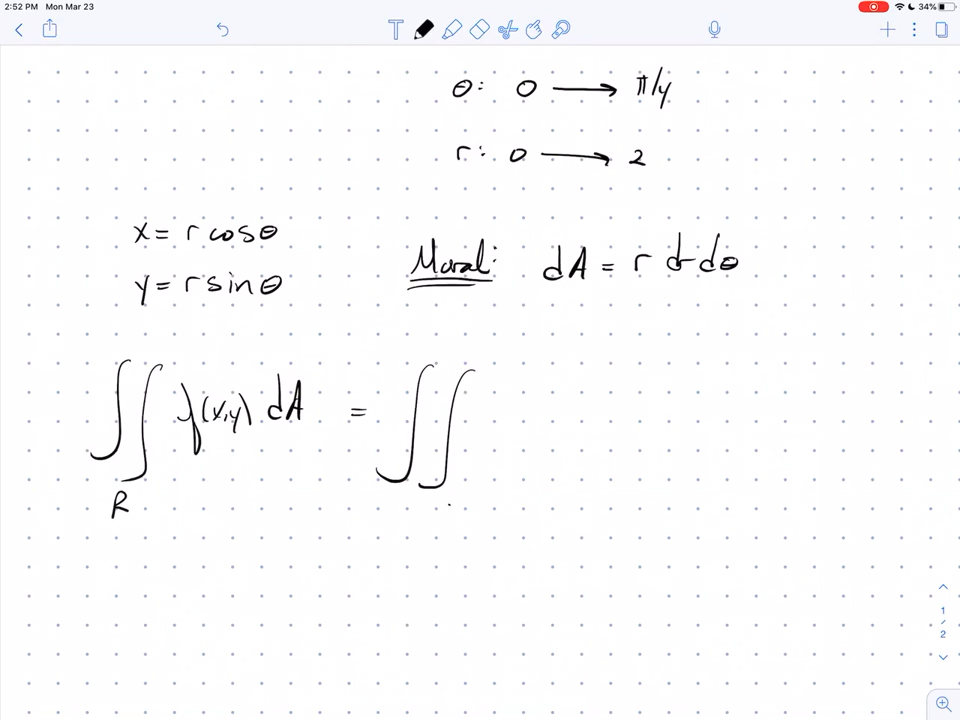 2:52 PM Mon Mar 23
34%
T
θ: 0 ⟶ π/4
r: 0 ⟶ 2
x = r cos θ
y = r sin θ
Moral: dA = r dr dθ
∬ f(x,y) dA = ∬
R
1
/
2